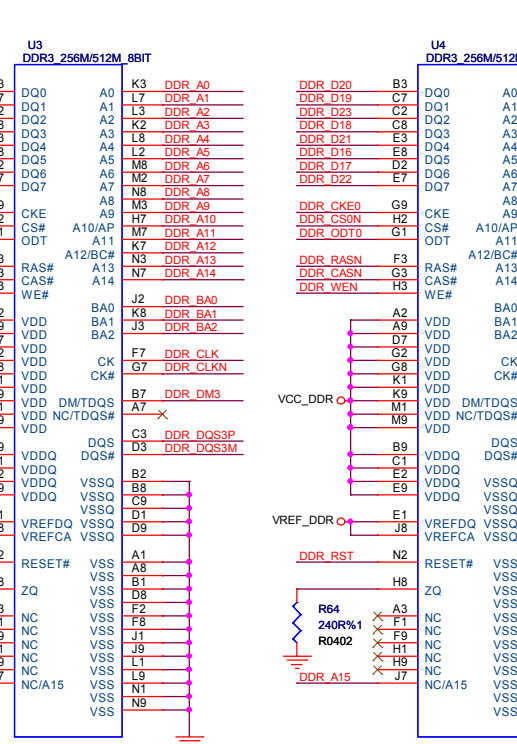 U3
DDR3_256M/512M_8BIT
DQ0 A0 K3 DDR_A0
DQ1 A1 L7 DDR_A1
DQ2 A2 L3 DDR_A2
DQ3 A3 K2 DDR_A3
DQ4 A4 L8 DDR_A4
DQ5 A5 L2 DDR_A5
DQ6 A6 M8 DDR_A6
DQ7 A7 M2 DDR_A7
A8 N8 DDR_A8
CKE A9 M3 DDR_A9
CS# A10/AP H7 DDR_A10
ODT A11 M7 DDR_A11
A12/BC# K7 DDR_A12
RAS# A13 N3 DDR_A13
CAS# A14 N7 DDR_A14
WE#
BA0 J2 DDR_BA0
VDD BA1 K8 DDR_BA1
VDD BA2 J3 DDR_BA2
VDD
VDD CK F7 DDR_CLK
VDD CK# G7 DDR_CLKN
VDD
VDD DM/TDQS B7 DDR_DM3
VDD NC/TDQS# A7
VDD
DQS C3 DDR_DQS3P
VDDQ DQS# D3 DDR_DQS3M
VDDQ
VDDQ VSSQ B2
VDDQ VSSQ B8
VSSQ C9
VREFDQ VSSQ D1
VREFCA VSSQ D9
RESET# VSS A1
VSS A8
ZQ VSS B1
VSS D8
NC VSS F2
NC VSS F8
NC VSS J1
NC VSS J9
NC VSS L1
NC/A15 VSS L9
VSS N1
VSS N9
U4
DDR3_256M/512
DDR_D20 B3 DQ0 A0
DDR_D19 C7 DQ1 A1
DDR_D23 C2 DQ2 A2
DDR_D18 C8 DQ3 A3
DDR_D21 E3 DQ4 A4
DDR_D16 E8 DQ5 A5
DDR_D17 D2 DQ6 A6
DDR_D22 E7 DQ7 A7
A8
DDR_CKE0 G9 CKE A9
DDR_CS0N H2 CS# A10/AP
DDR_ODT0 G1 ODT A11
A12/BC#
DDR_RASN F3 RAS# A13
DDR_CASN G3 CAS# A14
DDR_WEN H3 WE#
BA0
A2 VDD BA1
A9 VDD BA2
D7 VDD
G2 VDD CK
G8 VDD CK#
K1 VDD
VCC_DDR K9 VDD DM/TDQS
M1 VDD NC/TDQS#
M9 VDD
DQS
B9 VDDQ DQS#
C1 VDDQ
E2 VDDQ VSSQ
E9 VDDQ VSSQ
VSSQ
VREF_DDR E1 VREFDQ VSSQ
J8 VREFCA VSSQ
DDR_RST N2 RESET# VSS
VSS
H8 ZQ VSS
VSS
R64 A3 NC VSS
240R%1 F1 NC VSS
R0402 F9 NC VSS
H1 NC VSS
H9 NC VSS
DDR_A15 J7 NC/A15 VSS
VSS
VSS